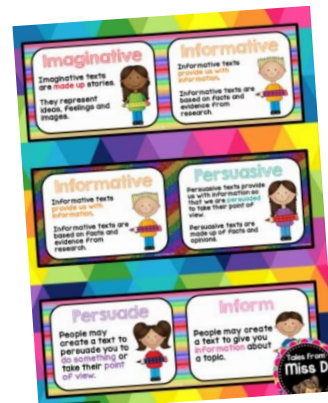 Imaginative
Imaginative texts
are made up stories.
They represent
ideas, feelings and
images.
Informative
Informative texts
provide us with
information.
Informative texts are
based on facts and
evidence from
research.
Informative
Informative texts
provide us with
information.
Informative texts are
based on facts and
evidence from
research.
Persuasive
Persuasive texts provide
us with information so
that we are persuaded
to take their point of
view.
Persuasive texts are
made up of facts and
opinions.
Persuade
People may
create a text to
persuade you to
do something or
take their point
of view.
Inform
People may create
a text to give you
information about
a topic.
Tales From
Miss D